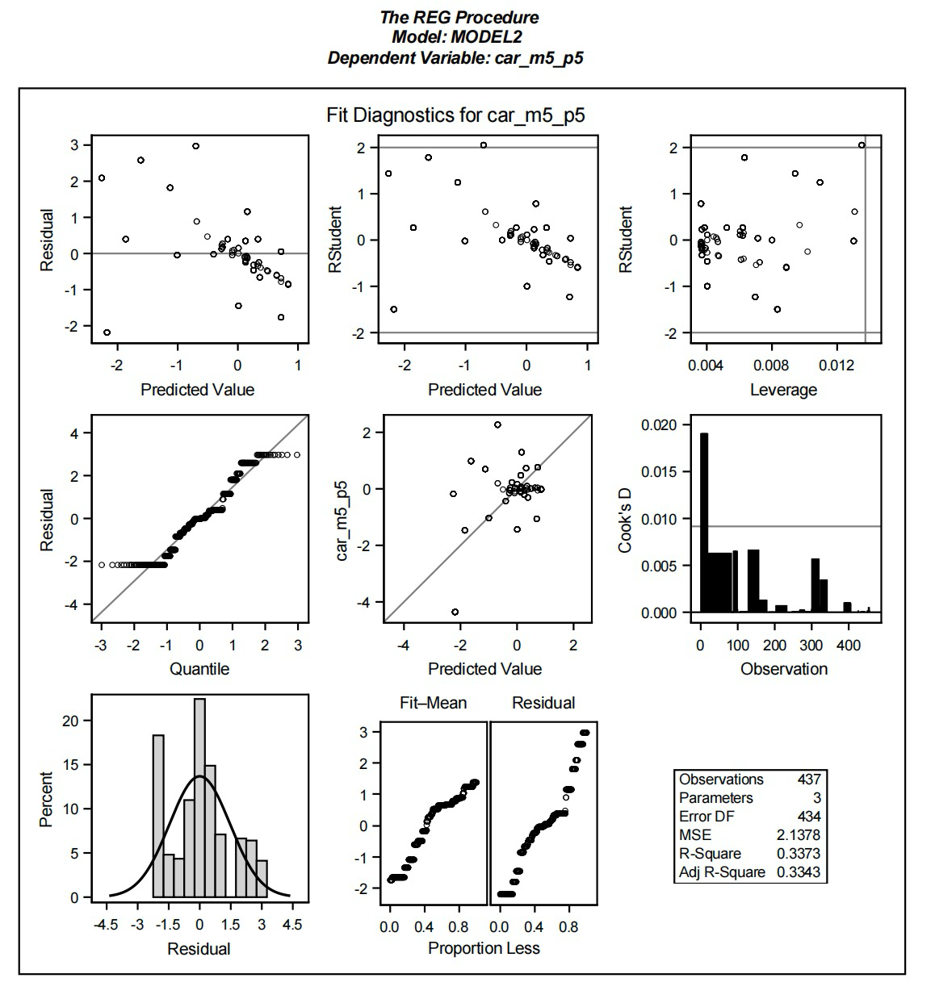 The REG Procedure
Model: MODEL2
Dependent Variable: car_m5_p5
Fit Diagnostics for car_m5_p5
3
2
1
0
-1
-2
Residual
-2 -1 0 1
Predicted Value
2
1
0
-1
-2
RStudent
-2 -1 0 1
Predicted Value
2
1
0
-1
-2
RStudent
0.004 0.008 0.012
Leverage
4
2
0
-2
-4
Residual
-3 -2 -1 0 1 2 3
Quantile
2
0
-2
-4
car_m5_p5
-4 -2 0 2
Predicted Value
0.020
0.015
0.010
0.005
0.000
Cook's D
0 100 200 300 400
Observation
20
15
10
5
0
Percent
-4.5 -3 -1.5 0 1.5 3 4.5
Residual
Fit–Mean Residual
3
2
1
0
-1
-2
0.0 0.4 0.8 0.0 0.4 0.8
Proportion Less
Observations 437
Parameters 3
Error DF 434
MSE 2.1378
R-Square 0.3373
Adj R-Square 0.3343